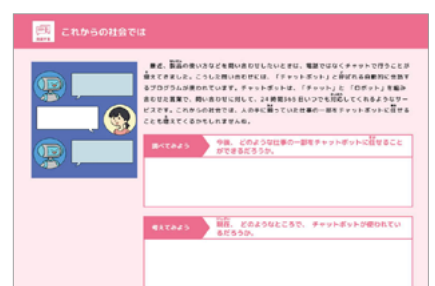 これからの社会では
最近、製品の使い方などを問い合わせしたいときは、電話ではなくチャットで行うことが
増えてきました。こうした問い合わせには、「チャットボット」と呼ばれる自動的に会話す
るプログラムが使われています。チャットボットは、「チャット」と「ロボット」を組み
合わせた言葉で、問い合わせに対して、24時間365日いつでも対応してくれるようなサー
ビスです。これからの社会では、人の手に頼っていた仕事の一部をチャットボットに任せる
ことも増えてくるかもしれませんね。
調べてみよう
今後、どのような仕事の一部をチャットボットに任せること
ができるだろうか。
考えてみよう
現在、どのようなところで、チャットボットが使われてい
るだろうか。